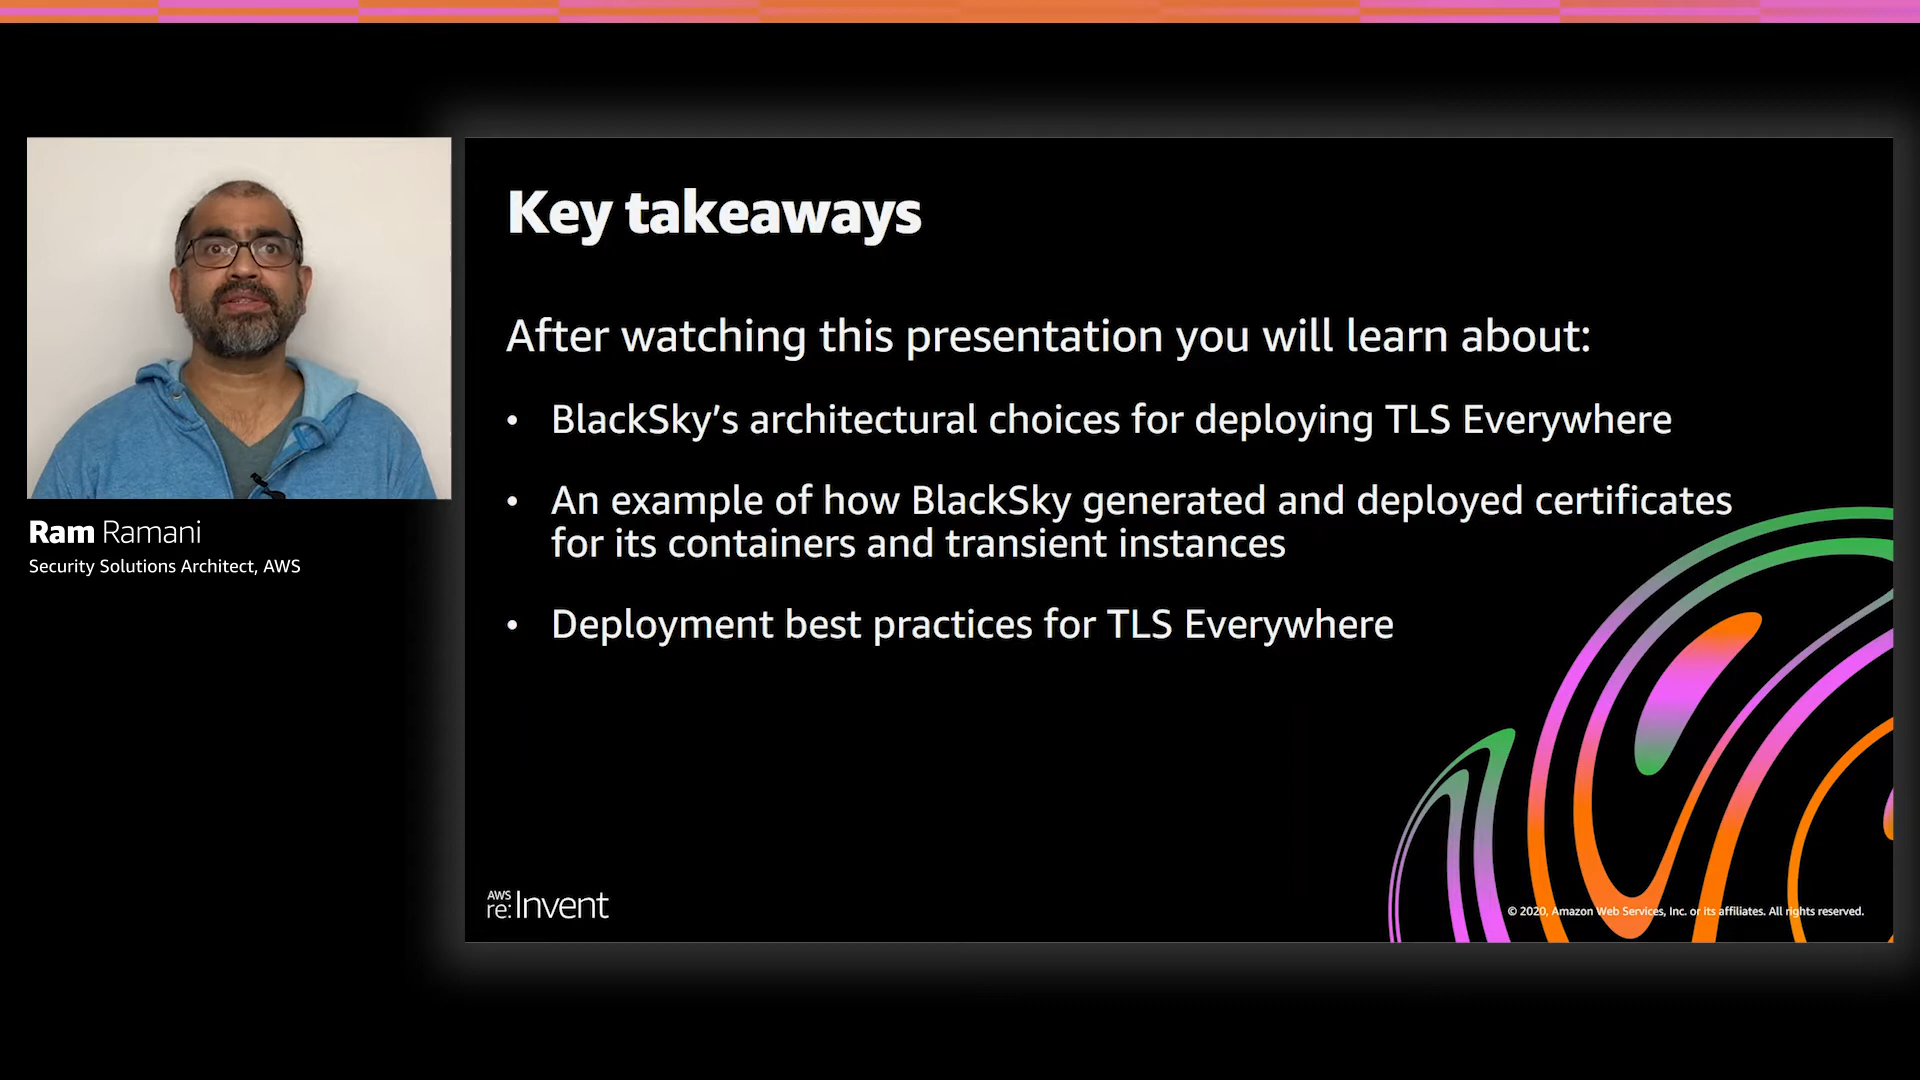 Ram Ramani
Security Solutions Architect, AWS
Key takeaways
After watching this presentation you will learn about:
• BlackSky’s architectural choices for deploying TLS Everywhere
• An example of how BlackSky generated and deployed certificates
for its containers and transient instances
• Deployment best practices for TLS Everywhere
AWS
re:Invent
© 2020, Amazon Web Services, Inc. or its affiliates. All rights reserved.